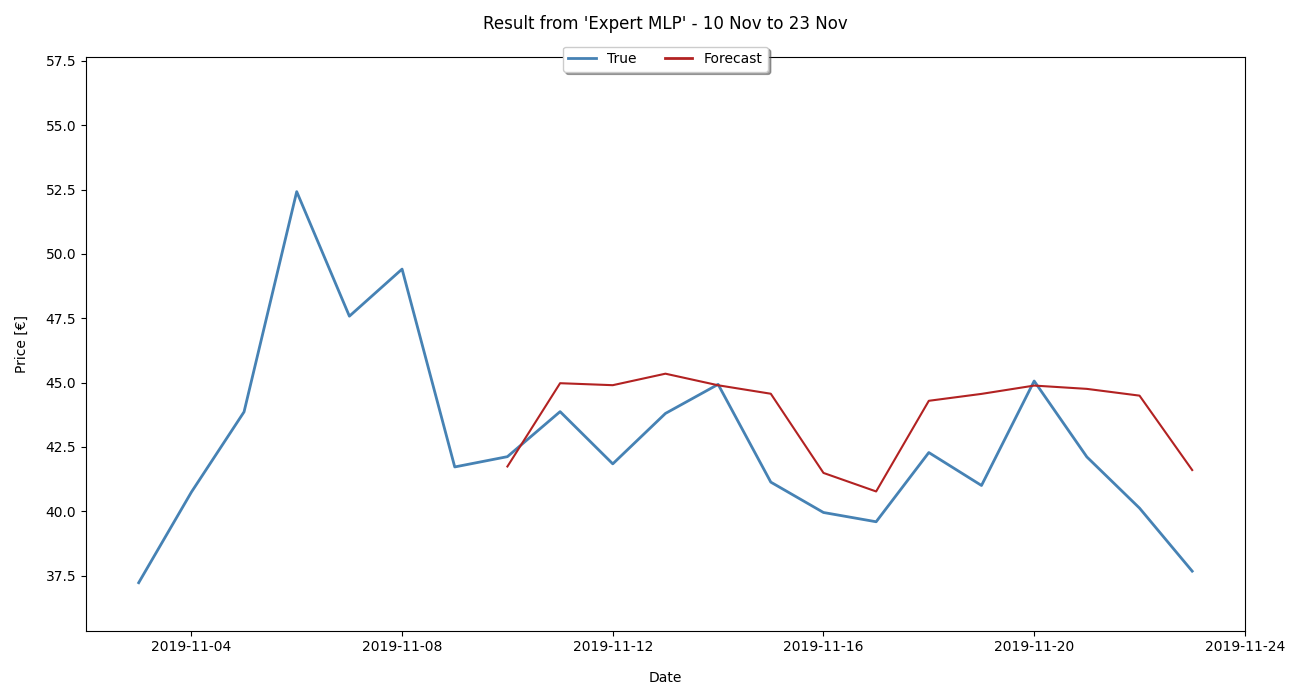 Result from 'Expert MLP' - 10 Nov to 23 Nov
True Forecast
57.5
55.0
52.5
50.0
47.5
45.0
42.5
40.0
37.5
Price [€]
2019-11-04 2019-11-08 2019-11-12 2019-11-16 2019-11-20 2019-11-24
Date